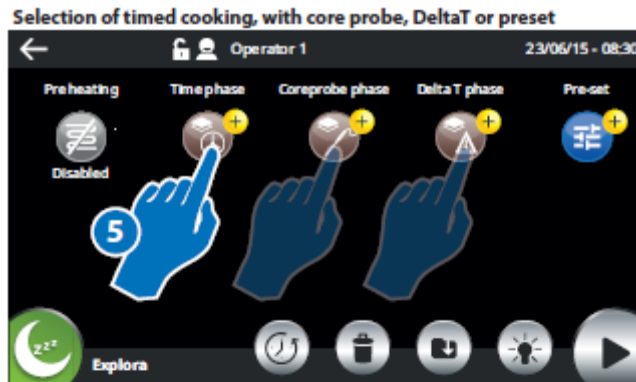 Selection of timed cooking, with core probe, DeltaT or preset
Operator 1 23/06/15 - 08:30
Preheating Time phase Coreprobe phase Delta T phase Pre-set
Disabled
5
zzz
Explora